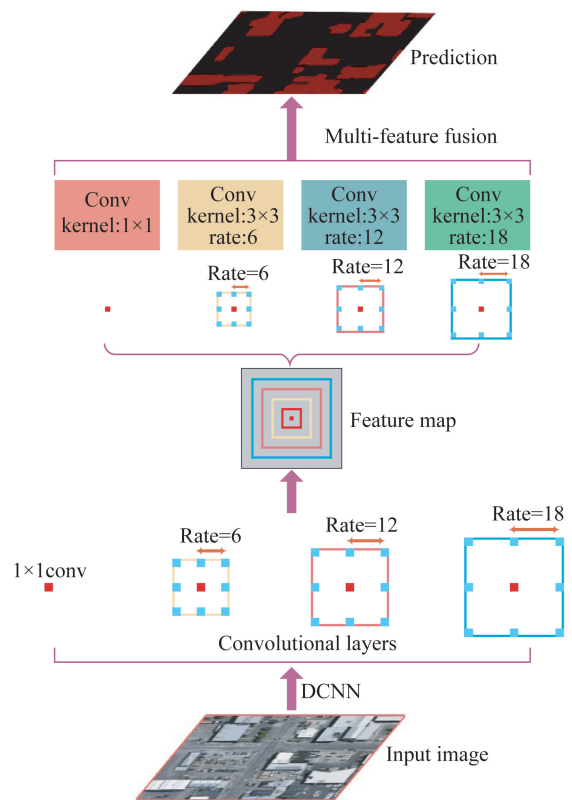 Prediction
Multi-feature fusion
Conv
kernel:1×1
Conv
kernel:3×3
rate:6
Conv
kernel:3×3
rate:12
Conv
kernel:3×3
rate:18
Rate=6
Rate=12
Rate=18
Feature map
Rate=6
Rate=12
Rate=18
1×1conv
Convolutional layers
DCNN
Input image